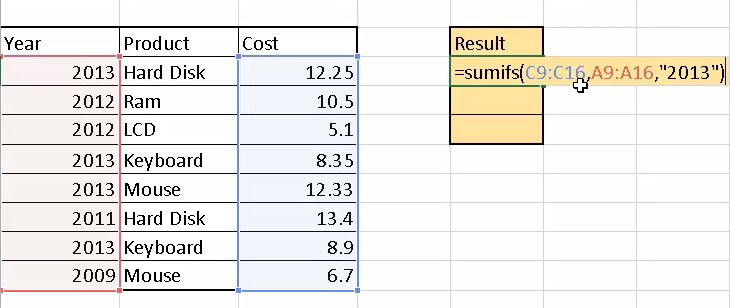 Year Product Cost Result
2013 Hard Disk 12.25 =sumifs(C9:C16,A9:A16,"2013")
2012 Ram 10.5
2012 LCD 5.1
2013 Keyboard 8.35
2013 Mouse 12.33
2011 Hard Disk 13.4
2013 Keyboard 8.9
2009 Mouse 6.7